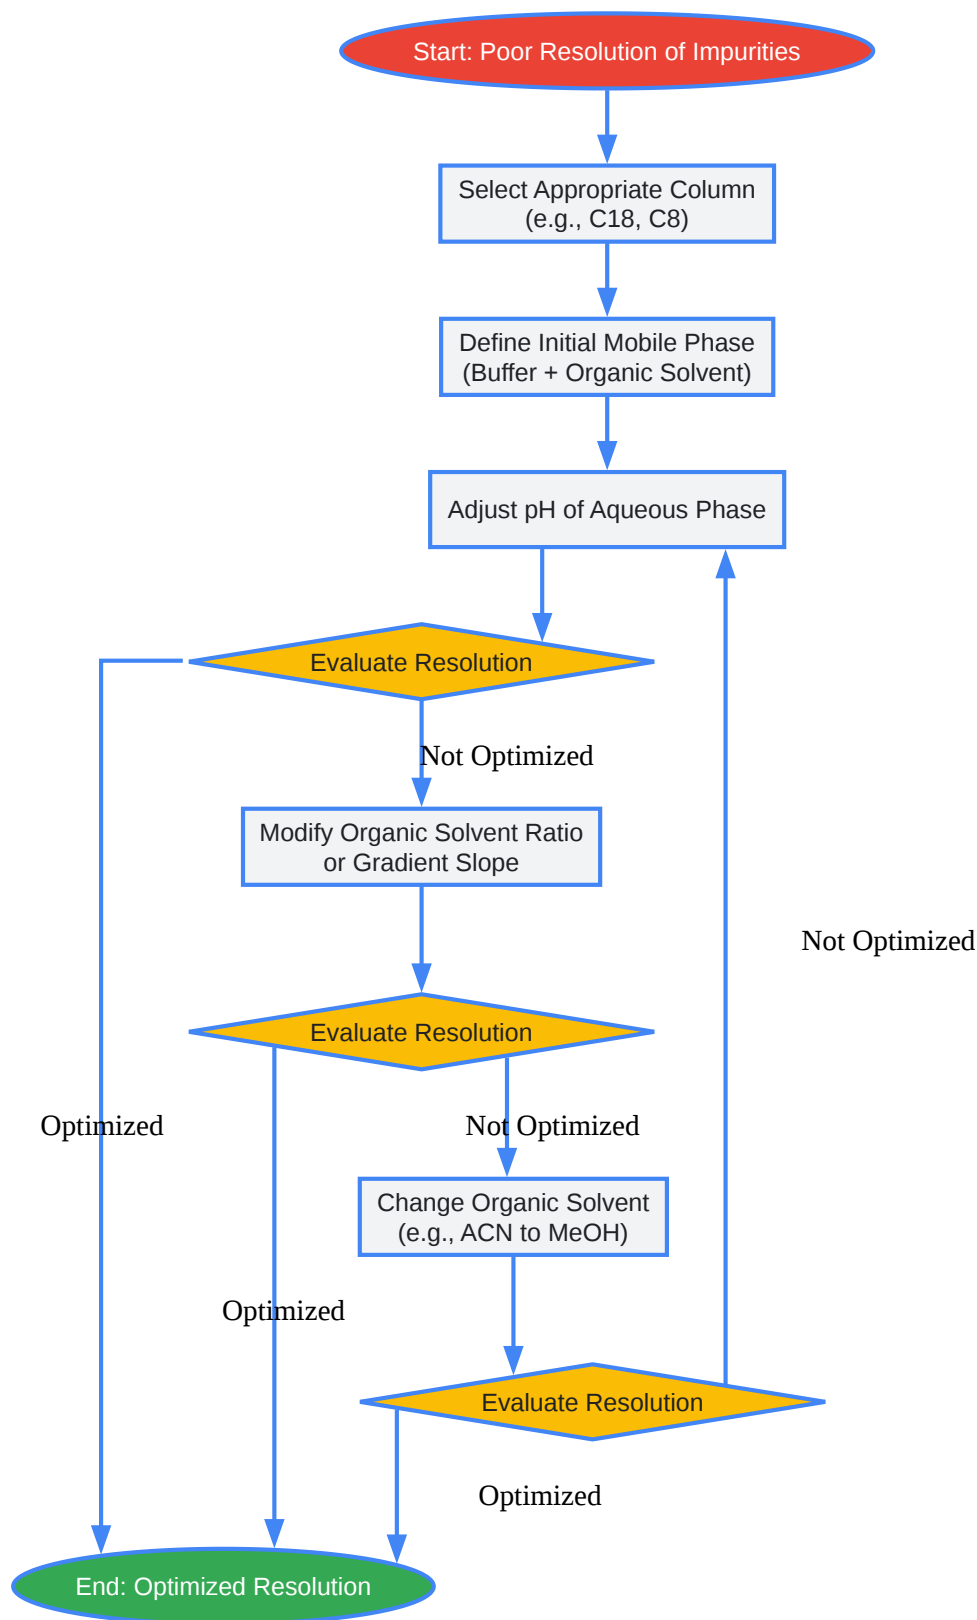 Start: Poor Resolution of Impurities
Select Appropriate Column
(e.g., C18, C8)
Define Initial Mobile Phase
(Buffer + Organic Solvent)
Adjust pH of Aqueous Phase
Evaluate Resolution
Not Optimized
Modify Organic Solvent Ratio
or Gradient Slope
Not Optimized
Evaluate Resolution
Optimized
Not Optimized
Change Organic Solvent
(e.g., ACN to MeOH)
Optimized
Evaluate Resolution
Optimized
End: Optimized Resolution